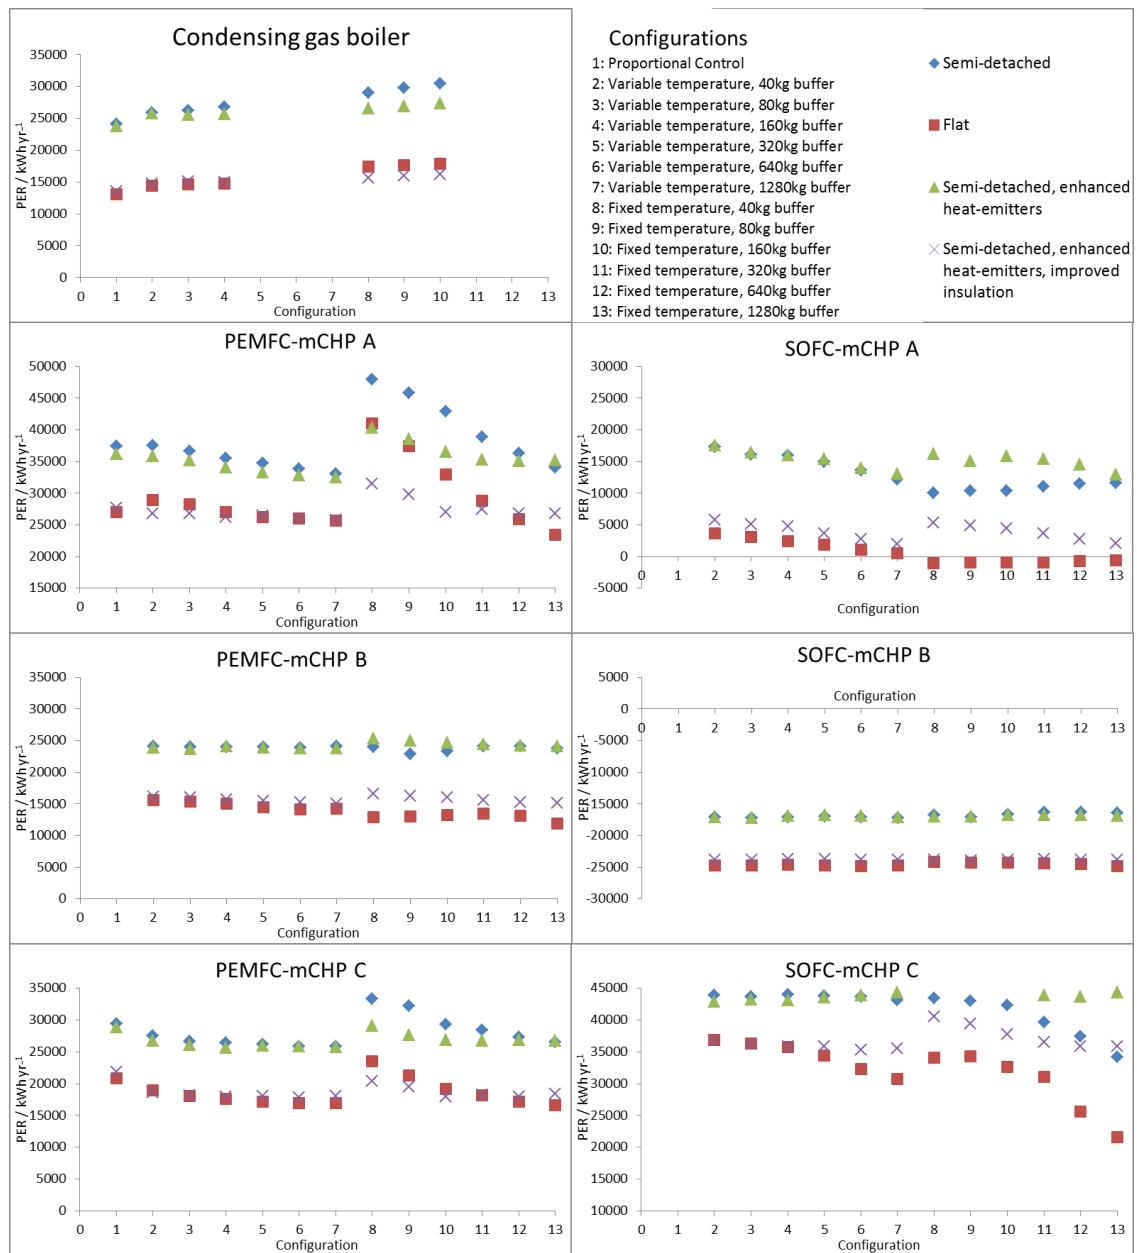 Condensing gas boiler
PER / kWhyr-1
35000
30000
25000
20000
15000
10000
5000
0
0 1 2 3 4 5 6 7 8 9 10 11 12 13
Configuration
Configurations
1: Proportional Control
2: Variable temperature, 40kg buffer
3: Variable temperature, 80kg buffer
4: Variable temperature, 160kg buffer
5: Variable temperature, 320kg buffer
6: Variable temperature, 640kg buffer
7: Variable temperature, 1280kg buffer
8: Fixed temperature, 40kg buffer
9: Fixed temperature, 80kg buffer
10: Fixed temperature, 160kg buffer
11: Fixed temperature, 320kg buffer
12: Fixed temperature, 640kg buffer
13: Fixed temperature, 1280kg buffer
Semi-detached
Flat
Semi-detached, enhanced
heat-emitters
Semi-detached, enhanced
heat-emitters, improved
insulation
PEMFC-mCHP A
PER / kWhyr-1
50000
45000
40000
35000
30000
25000
20000
15000
0 1 2 3 4 5 6 7 8 9 10 11 12 13
Configuration
SOFC-mCHP A
PER / kWhyr-1
30000
25000
20000
15000
10000
5000
0
-5000
0 1 2 3 4 5 6 7 8 9 10 11 12 13
Configuration
PEMFC-mCHP B
PER / kWhyr-1
35000
30000
25000
20000
15000
10000
5000
0
0 1 2 3 4 5 6 7 8 9 10 11 12 13
Configuration
SOFC-mCHP B
PER / kWhyr-1
Configuration
5000
0
0 1 2 3 4 5 6 7 8 9 10 11 12 13
-5000
-10000
-15000
-20000
-25000
-30000
PEMFC-mCHP C
PER / kWhyr-1
35000
30000
25000
20000
15000
10000
5000
0
0 1 2 3 4 5 6 7 8 9 10 11 12 13
Configuration
SOFC-mCHP C
PER / kWhyr-1
45000
40000
35000
30000
25000
20000
15000
10000
0 1 2 3 4 5 6 7 8 9 10 11 12 13
Configuration